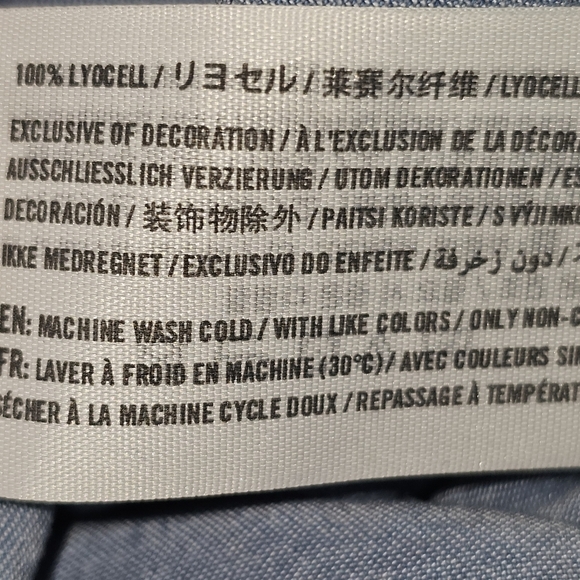 100% LYOCELL / リヨセル / 莱赛尔纤维 / LYOCELL
EXCLUSIVE OF DECORATION / À L'EXCLUSION DE LA DÉCOR
AUSSCHLIESSLICH VERZIERUNG / UTOM DEKORATIONEN / ES
DECORACIÓN / 装饰物除外 / PAITSI KORISTE / S VÝJIMK
IKKE MEDREGNET / EXCLUSIVO DO ENFEITE / دون زخرفة /
EN: MACHINE WASH COLD / WITH LIKE COLORS / ONLY NON-C
FR: LAVER À FROID EN MACHINE (30°C)/ AVEC COULEURS SIM
SÉCHER À LA MACHINE CYCLE DOUX / REPASSAGE À TEMPÉRAT